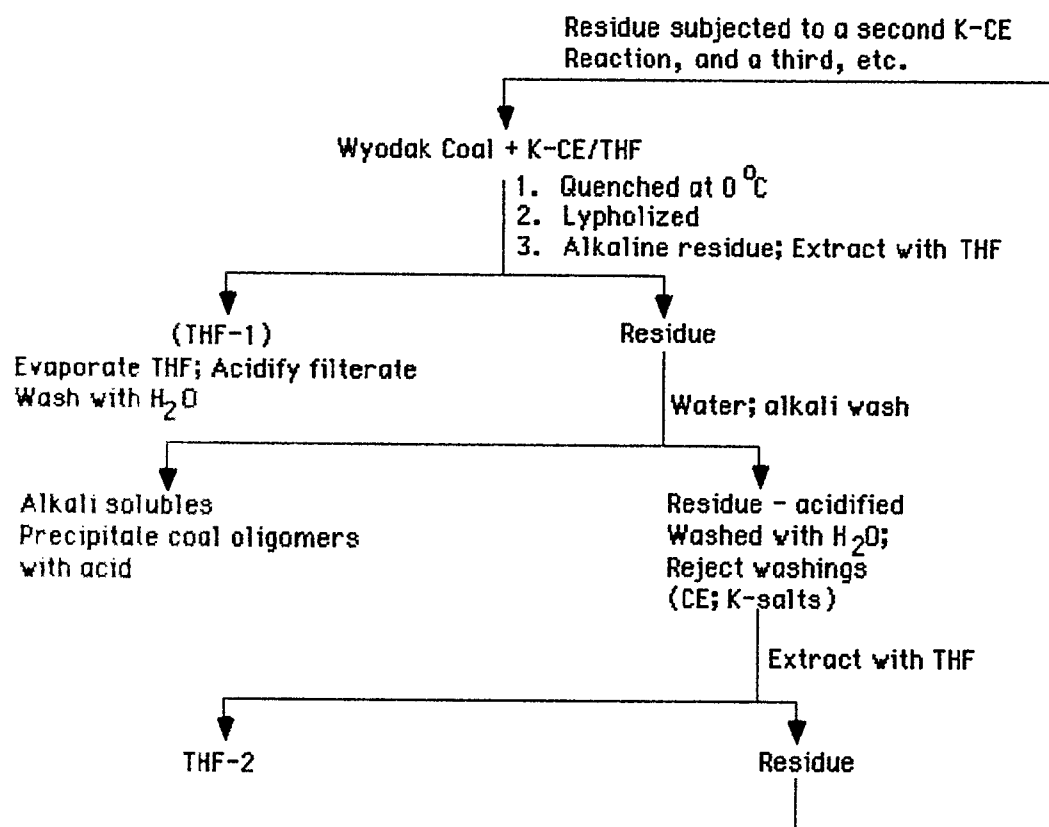 Residue subjected to a second K-CE
Reaction, and a third, etc.
Wyodak Coal + K-CE/THF
1. Quenched at 0 °C
2. Lypholized
3. Alkaline residue; Extract with THF
(THF-1)
Evaporate THF; Acidify filterate
Wash with H₂O
Residue
Water; alkali wash
Alkali solubles
Precipitale coal oligomers
with acid
Residue - acidified
Washed with H₂O;
Reject washings
(CE; K-salts)
Extract with THF
THF-2
Residue